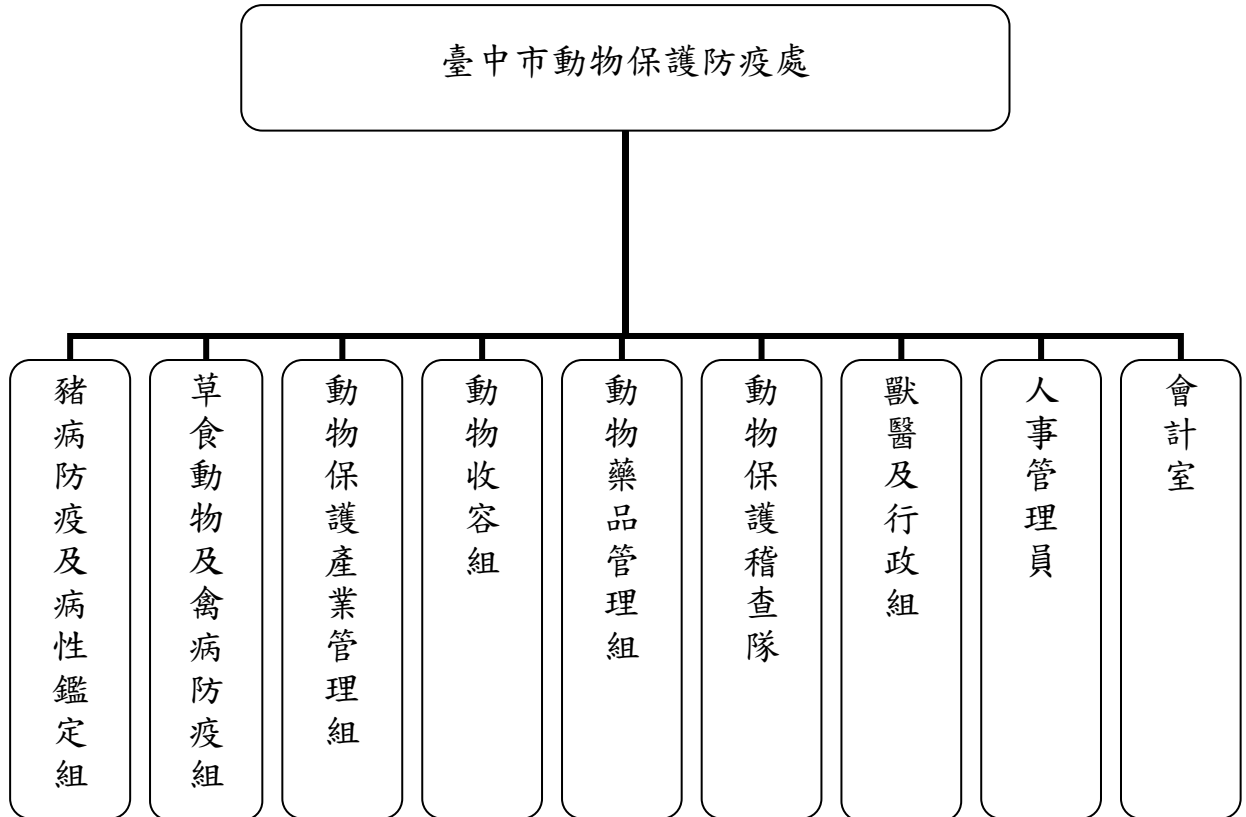 臺中市動物保護防疫處
豬病防疫及病性鑑定組
草食動物及禽病防疫組
動物保護產業管理組
動物收容組
動物藥品管理組
動物保護稽查隊
獸醫及行政組
人事管理員
會計室